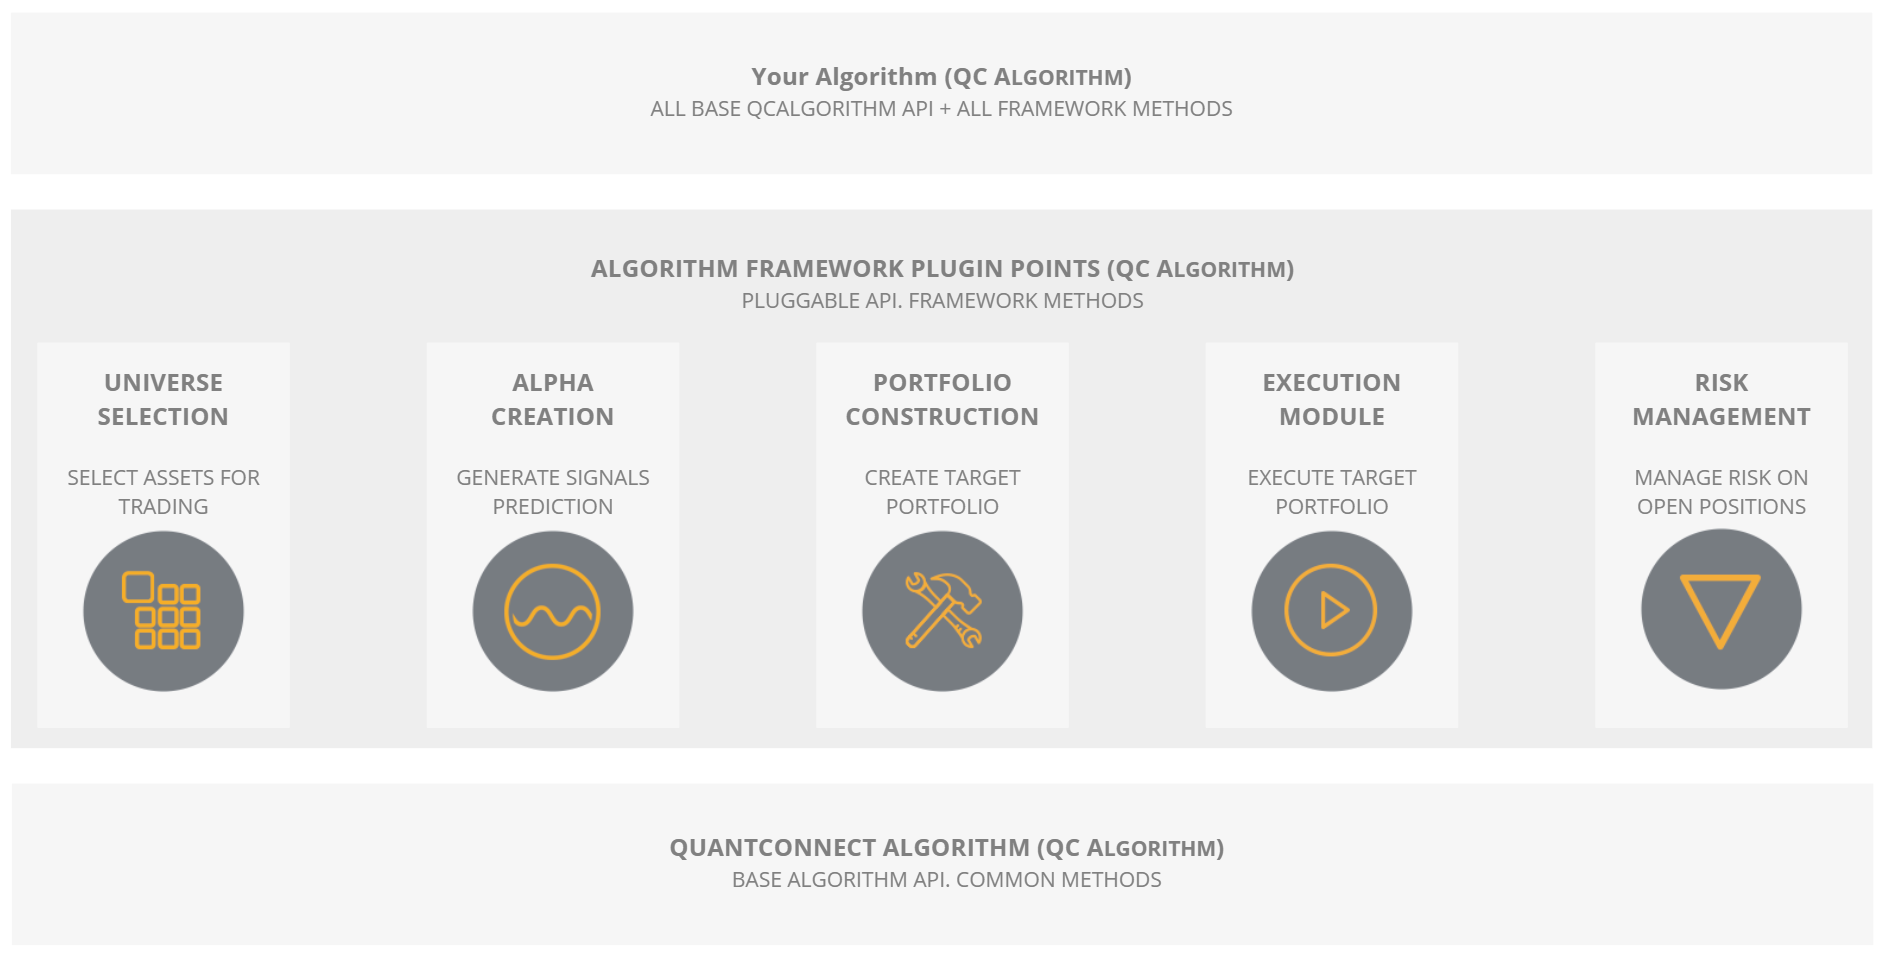 Your Algorithm (QC ALGORITHM)
ALL BASE QCALGORITHM API + ALL FRAMEWORK METHODS
ALGORITHM FRAMEWORK PLUGIN POINTS (QC ALGORITHM)
PLUGGABLE API. FRAMEWORK METHODS
UNIVERSE
SELECTION
SELECT ASSETS FOR
TRADING
ALPHA
CREATION
GENERATE SIGNALS
PREDICTION
PORTFOLIO
CONSTRUCTION
CREATE TARGET
PORTFOLIO
EXECUTION
MODULE
EXECUTE TARGET
PORTFOLIO
RISK
MANAGEMENT
MANAGE RISK ON
OPEN POSITIONS
QUANTCONNECT ALGORITHM (QC ALGORITHM)
BASE ALGORITHM API. COMMON METHODS